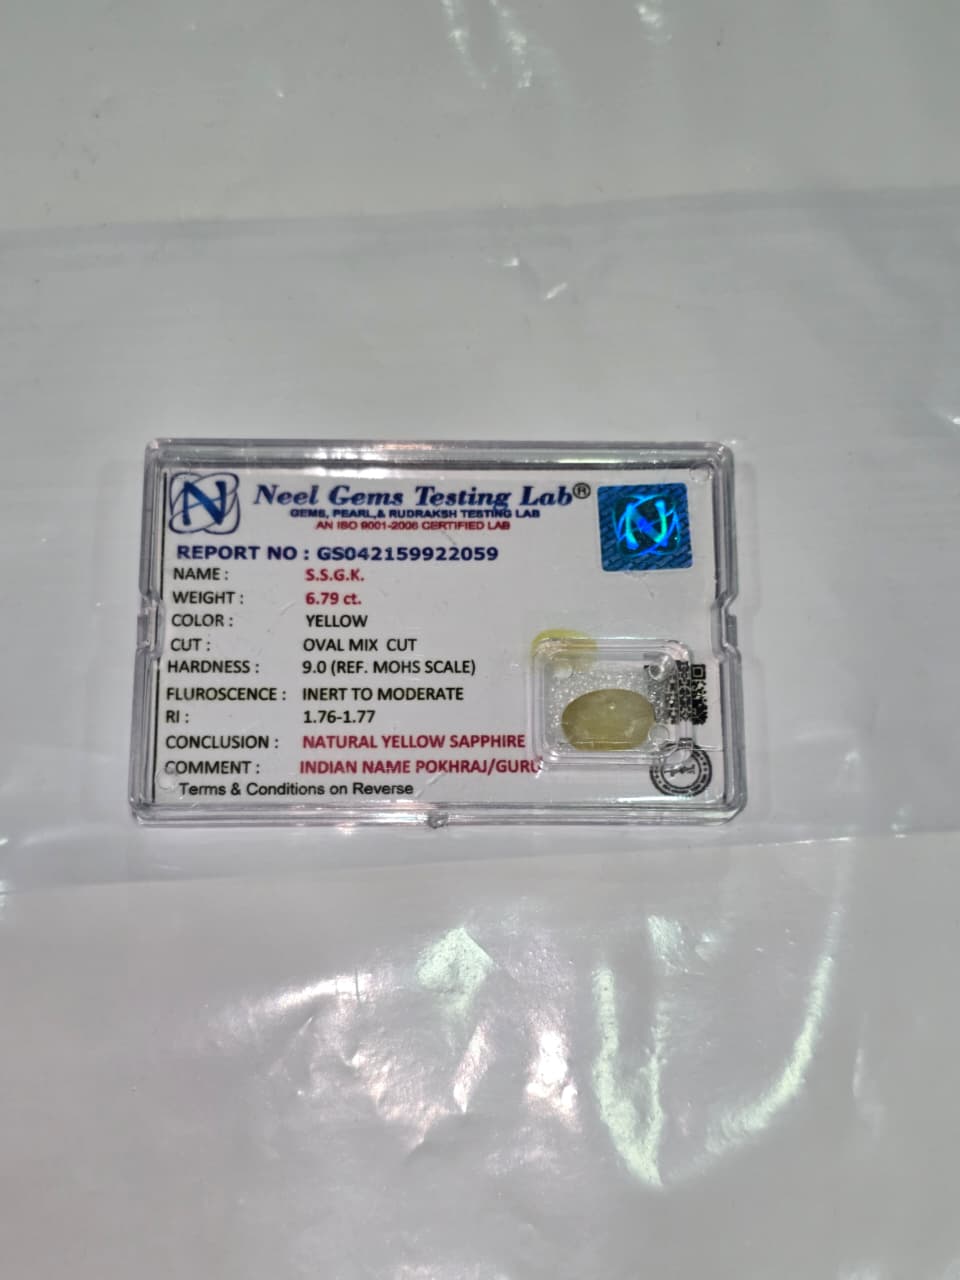 N
Neel Gems Testing Lab®
GEMS, PEARL,& RUDRAKSH TESTING LAB
AN ISO 9001-2008 CERTIFIED LAB
REPORT NO : GS042159922059
NAME : S.S.G.K.
WEIGHT : 6.79 ct.
COLOR : YELLOW
CUT : OVAL MIX CUT
HARDNESS : 9.0 (REF. MOHS SCALE)
FLUROSCENCE : INERT TO MODERATE
RI : 1.76-1.77
CONCLUSION : NATURAL YELLOW SAPPHIRE
COMMENT : INDIAN NAME POKHRAJ/GURU
Terms & Conditions on Reverse
N